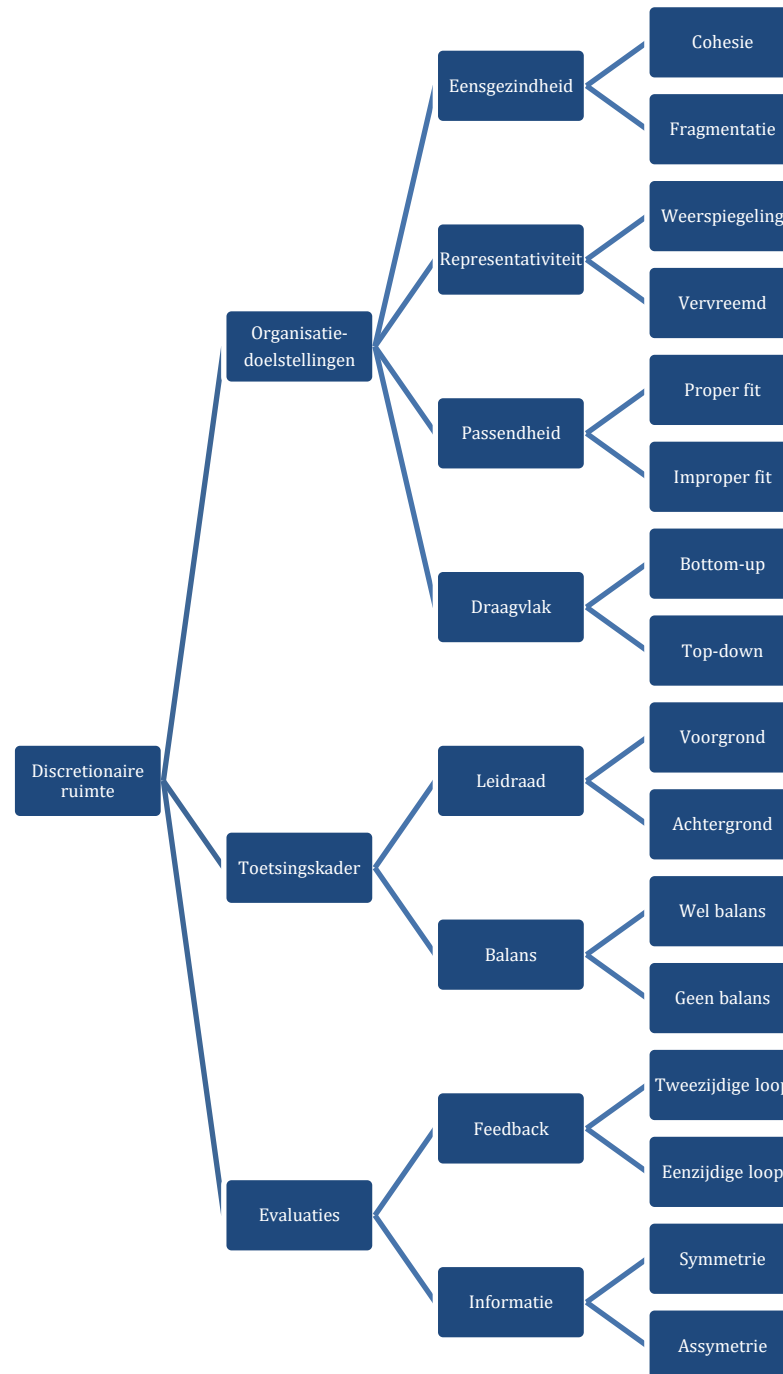 Discretionaire
ruimte
Organisatie-
doelstellingen
Eensgezindheid
Cohesie
Fragmentatie
Representativiteit
Weerspiegeling
Vervreemd
Passendheid
Proper fit
Improper fit
Draagvlak
Bottom-up
Top-down
Toetsingskader
Leidraad
Voorgrond
Achtergrond
Balans
Wel balans
Geen balans
Evaluaties
Feedback
Tweezijdige loop
Eenzijdige loop
Informatie
Symmetrie
Assymetrie